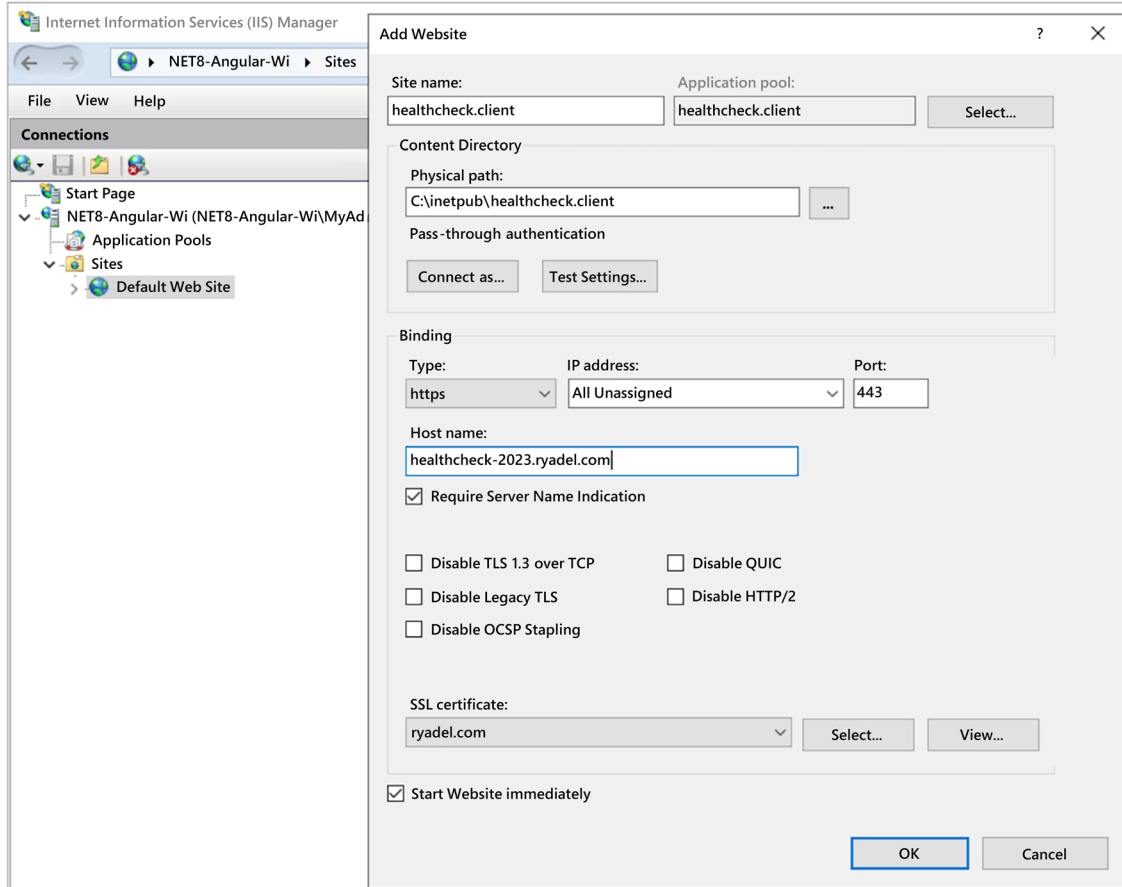 Internet Information Services (IIS) Manager
NET8-Angular-Wi Sites
File View Help
Connections
Start Page
NET8-Angular-Wi (NET8-Angular-Wi\MyAd
Application Pools
Sites
Default Web Site
Add Website
?
Site name: Application pool:
healthcheck.client healthcheck.client Select...
Content Directory
Physical path:
C:\inetpub\healthcheck.client ...
Pass-through authentication
Connect as... Test Settings...
Binding
Type: IP address: Port:
https All Unassigned 443
Host name:
healthcheck-2023.ryadel.com
Require Server Name Indication
Disable TLS 1.3 over TCP Disable QUIC
Disable Legacy TLS Disable HTTP/2
Disable OCSP Stapling
SSL certificate:
ryadel.com Select... View...
Start Website immediately
OK Cancel